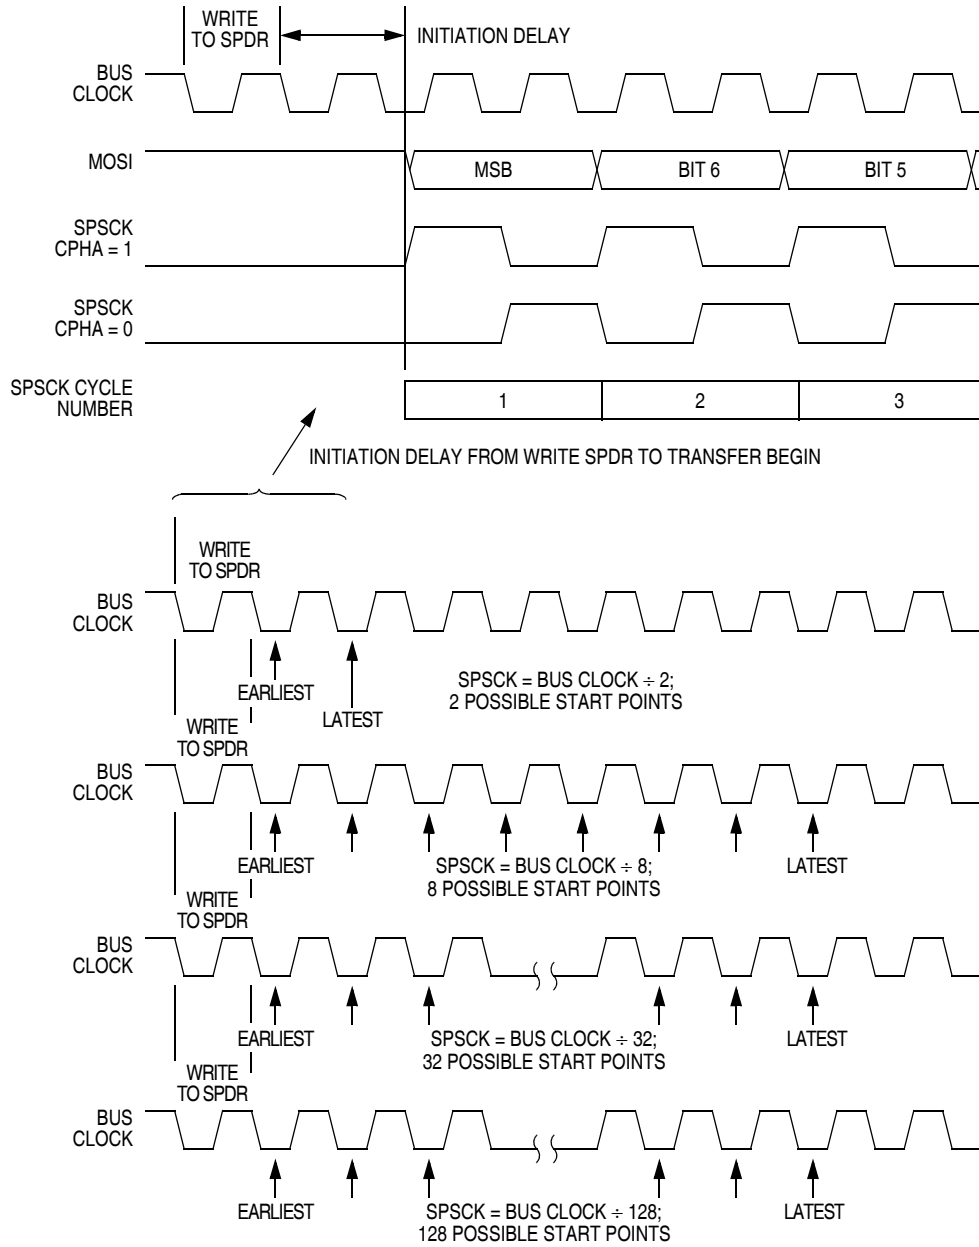 WRITE
TO SPDR
INITIATION DELAY
BUS
CLOCK
MOSI
MSB
BIT 6
BIT 5
SPSCK
CPHA = 1
SPSCK
CPHA = 0
SPSCK CYCLE
NUMBER
1
2
3
INITIATION DELAY FROM WRITE SPDR TO TRANSFER BEGIN
WRITE
TO SPDR
BUS
CLOCK
EARLIEST
LATEST
SPSCK = BUS CLOCK ÷ 2;
2 POSSIBLE START POINTS
WRITE
TO SPDR
BUS
CLOCK
EARLIEST
SPSCK = BUS CLOCK ÷ 8;
8 POSSIBLE START POINTS
LATEST
WRITE
TO SPDR
BUS
CLOCK
EARLIEST
SPSCK = BUS CLOCK ÷ 32;
32 POSSIBLE START POINTS
LATEST
WRITE
TO SPDR
BUS
CLOCK
EARLIEST
SPSCK = BUS CLOCK ÷ 128;
128 POSSIBLE START POINTS
LATEST